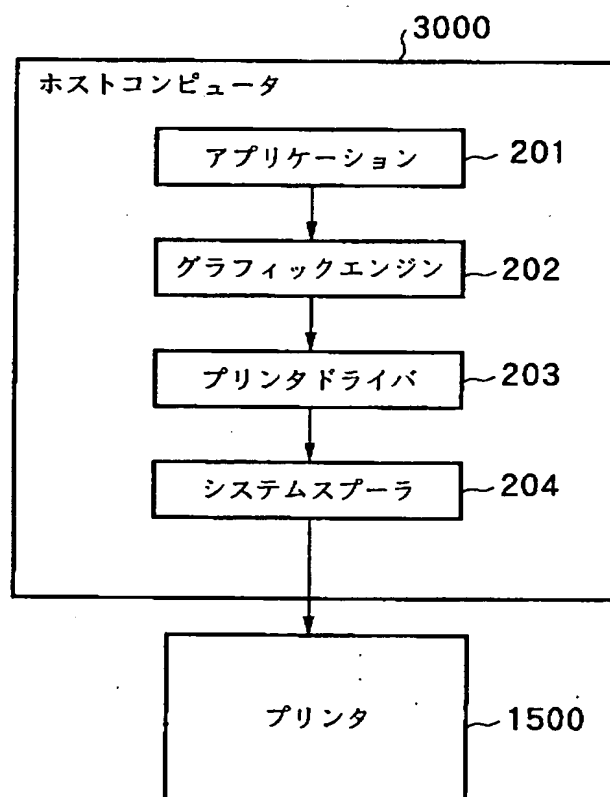 3000
ホストコンピュータ
アプリケーション 201
グラフィックエンジン 202
プリンタドライバ 203
システムスプーラ 204
プリンタ 1500